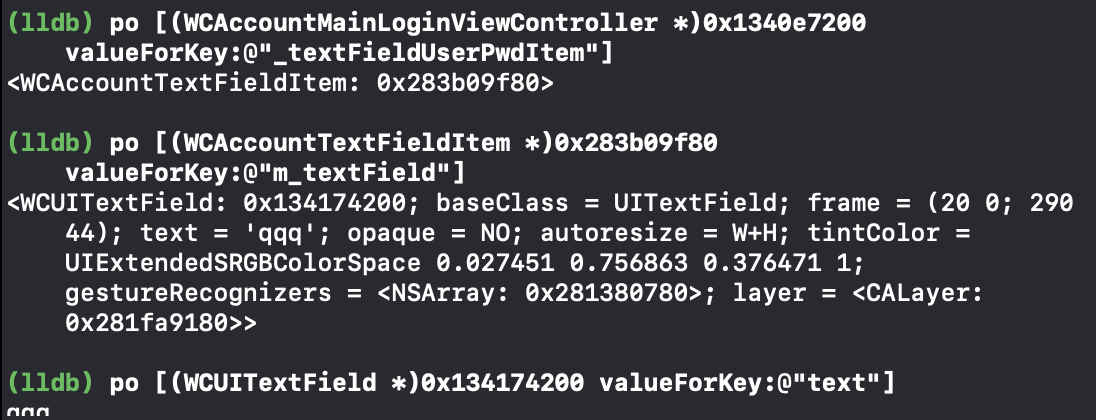 (lldb) po [(WCAccountMainLoginViewController *)0x1340e7200
valueForKey:@"_textFieldUserPwdItem"]
<WCAccountTextFieldItem: 0x283b09f80>
(lldb) po [(WCAccountTextFieldItem *)0x283b09f80
valueForKey:@"m_textField"]
<WCUITextField: 0x134174200; baseClass = UITextField; frame = (20 0; 290
44); text = 'qqq'; opaque = NO; autoresize = W+H; tintColor =
UIExtendedSRGBColorSpace 0.027451 0.756863 0.376471 1;
gestureRecognizers = <NSArray: 0x281380780>; layer = <CALayer:
0x281fa9180>>
(lldb) po [(WCUITextField *)0x134174200 valueForKey:@"text"]
qqq